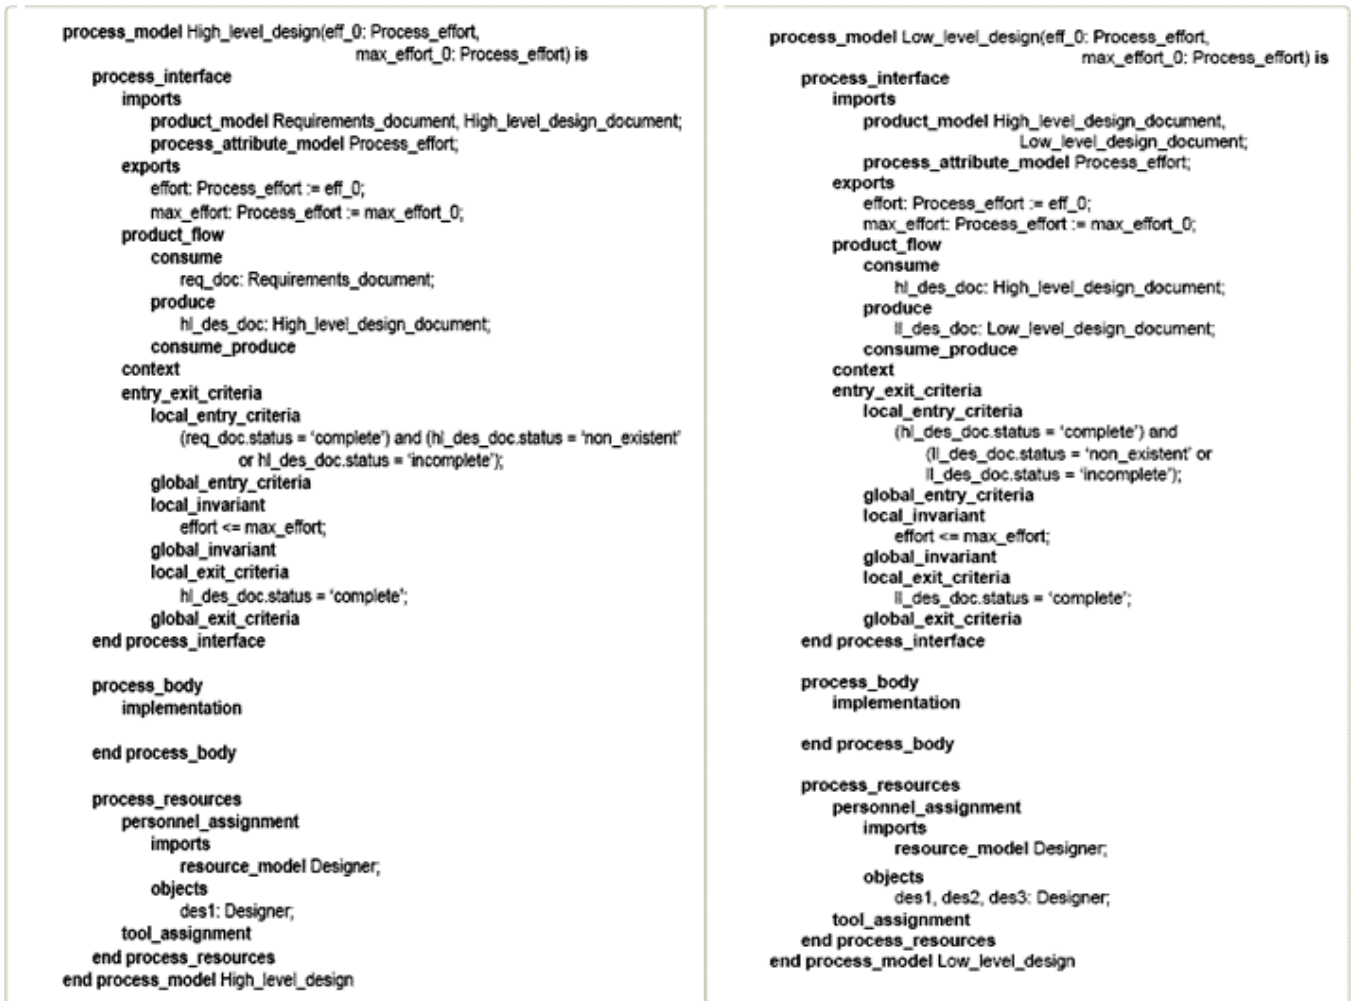 process_model High_level_design(eff_0: Process_effort,
max_effort_0: Process_effort) is
process_interface
imports
product_model Requirements_document, High_level_design_document;
process_attribute_model Process_effort;
exports
effort: Process_effort := eff_0;
max_effort: Process_effort := max_effort_0;
product_flow
consume
req_doc: Requirements_document;
produce
hl_des_doc: High_level_design_document;
consume_produce
context
entry_exit_criteria
local_entry_criteria
(req_doc.status = 'complete') and (hl_des_doc.status = 'non_existent'
or hl_des_doc.status = 'incomplete');
global_entry_criteria
local_invariant
effort <= max_effort;
global_invariant
local_exit_criteria
hl_des_doc.status = 'complete';
global_exit_criteria
end process_interface
process_body
implementation
end process_body
process_resources
personnel_assignment
imports
resource_model Designer;
objects
des1: Designer;
tool_assignment
end process_resources
end process_model High_level_design
process_model Low_level_design(eff_0: Process_effort,
max_effort_0: Process_effort) is
process_interface
imports
product_model High_level_design_document,
Low_level_design_document;
process_attribute_model Process_effort;
exports
effort: Process_effort := eff_0;
max_effort: Process_effort := max_effort_0;
product_flow
consume
hl_des_doc: High_level_design_document;
produce
ll_des_doc: Low_level_design_document;
consume_produce
context
entry_exit_criteria
local_entry_criteria
(hl_des_doc.status = 'complete') and
(ll_des_doc.status = 'non_existent' or
ll_des_doc.status = 'incomplete');
global_entry_criteria
local_invariant
effort <= max_effort;
global_invariant
local_exit_criteria
ll_des_doc.status = 'complete';
global_exit_criteria
end process_interface
process_body
implementation
end process_body
process_resources
personnel_assignment
imports
resource_model Designer;
objects
des1, des2, des3: Designer;
tool_assignment
end process_resources
end process_model Low_level_design